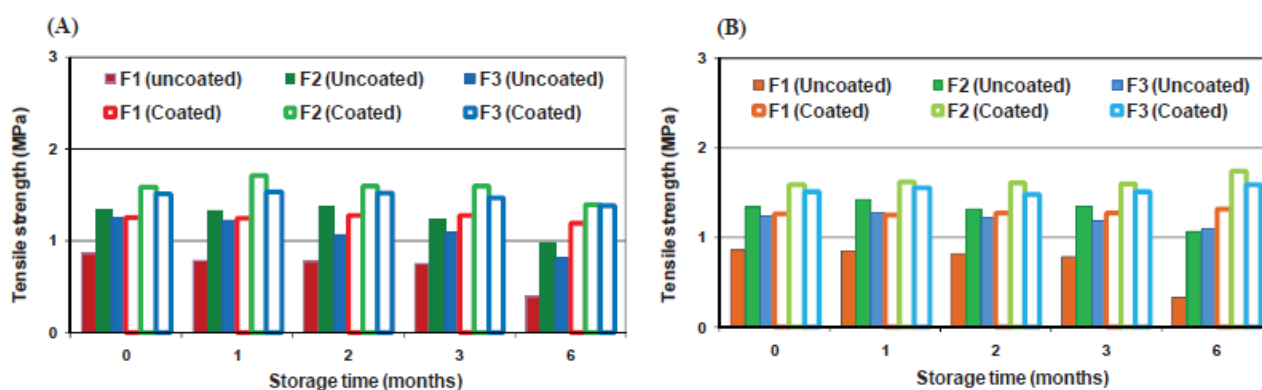 (A)
3
F1 (uncoated) F2 (Uncoated) F3 (Uncoated)
F1 (Coated) F2 (Coated) F3 (Coated)
2
1
0
0 1 2 3 6
Storage time (months)
Tensile strength (MPa)
(B)
3
F1 (Uncoated) F2 (Uncoated) F3 (Uncoated)
F1 (Coated) F2 (Coated) F3 (Coated)
2
1
0
0 1 2 3 6
Storage time (months)
Tensile strength (MPa)